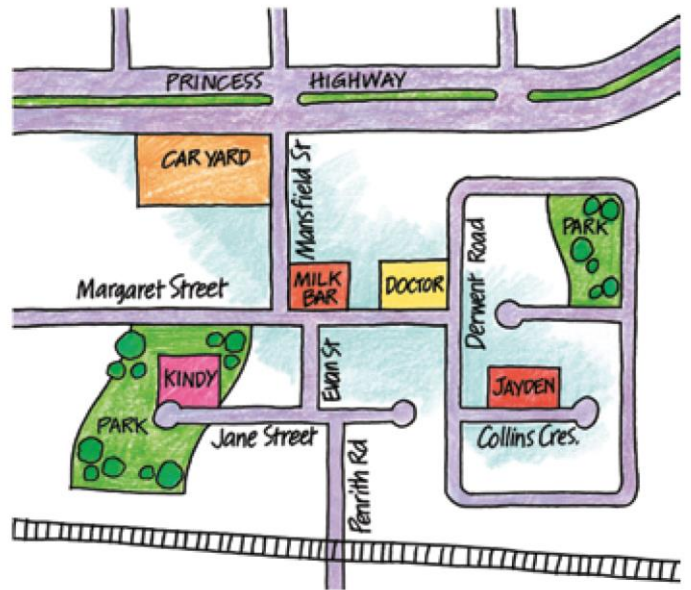 PRINCESS HIGHWAY
CAR YARD
Mansfield St
PARK
Derwent Road
MILK
BAR
DOCTOR
Margaret Street
Evan St
KINDY
JAYDEN
PARK
Jane Street
Collins Cres.
Penrith Rd